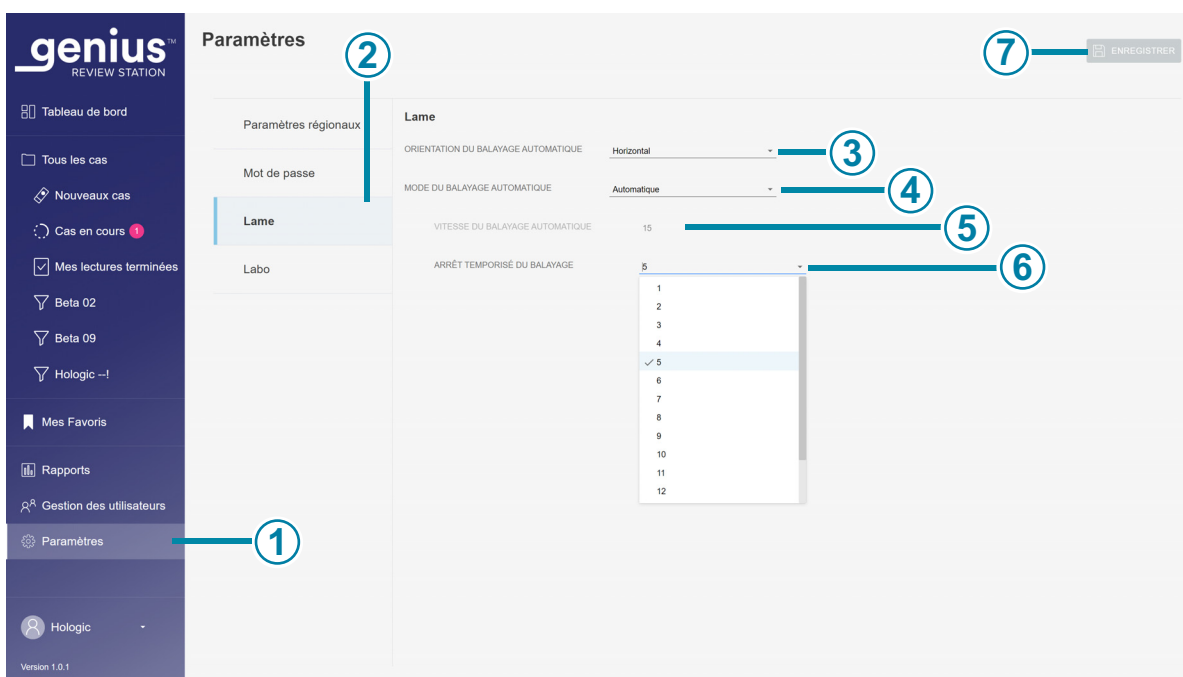 genius™
REVIEW STATION
Tableau de bord
Tous les cas
Nouveaux cas
Cas en cours 1
Mes lectures terminées
Beta 02
Beta 09
Hologic --!
Mes Favoris
Rapports
Gestion des utilisateurs
Paramètres
Hologic
Version 1.0.1
1
Paramètres
2
7
ENREGISTRER
Paramètres régionaux
Mot de passe
Lame
Labo
Lame
ORIENTATION DU BALAYAGE AUTOMATIQUE Horizontal
3
MODE DU BALAYAGE AUTOMATIQUE Automatique
4
VITESSE DU BALAYAGE AUTOMATIQUE 15
5
ARRÊT TEMPORISÉ DU BALAYAGE 5
6
1
2
3
4
5
6
7
8
9
10
11
12